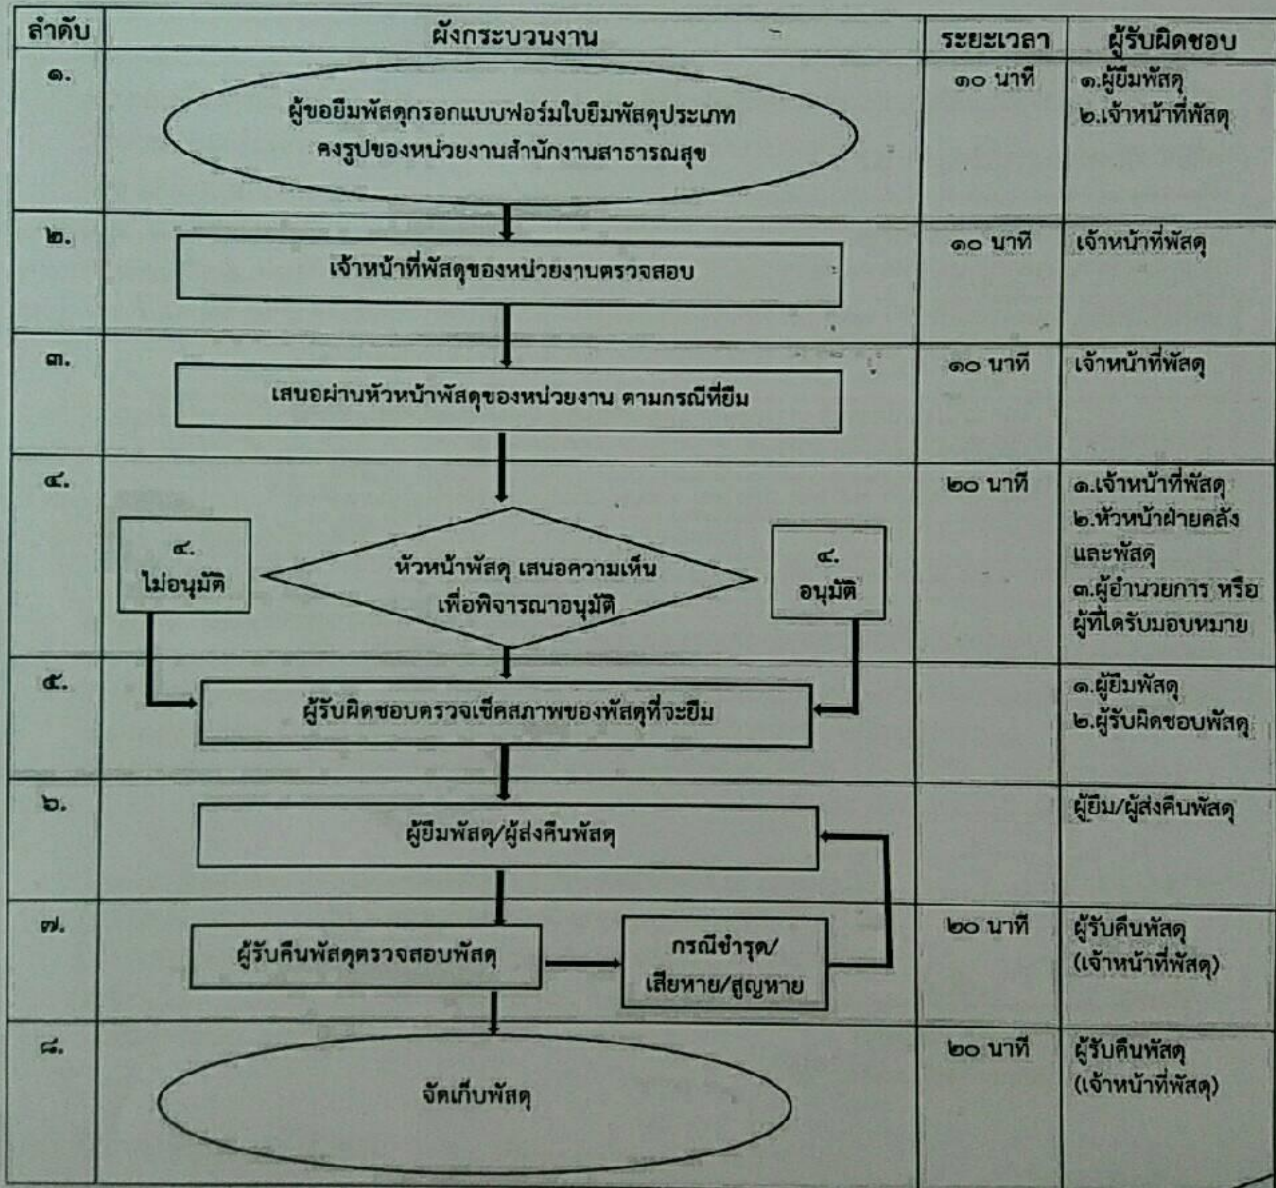 ลำดับ ผังกระบวนงาน ระยะเวลา ผู้รับผิดชอบ
๑. ๑๐ นาที ๑.ผู้ยืมพัสดุ
ผู้ขอยืมพัสดุกรอกแบบฟอร์มใบยืมพัสดุประเภท ๒.เจ้าหน้าที่พัสดุ
คงรูปของหน่วยงานสำนักงานสาธารณสุข
๒. ๑๐ นาที เจ้าหน้าที่พัสดุ
เจ้าหน้าที่พัสดุของหน่วยงานตรวจสอบ
๓. ๑๐ นาที เจ้าหน้าที่พัสดุ
เสนอผ่านหัวหน้าพัสดุของหน่วยงาน ตามกรณีที่ยืม
๔. ๒๐ นาที ๑.เจ้าหน้าที่พัสดุ
๒.หัวหน้าฝ่ายคลัง
และพัสดุ
๓.ผู้อำนวยการ หรือ
ผู้ที่ไดรับมอบหมาย
๔.
ไม่อนุมัติ
หัวหน้าพัสดุ เสนอความเห็น
เพื่อพิจารณาอนุมัติ
๔.
อนุมัติ
๕. ๑.ผู้ยืมพัสดุ
ผู้รับผิดชอบตรวจเช็คสภาพของพัสดุที่จะยืม ๒.ผู้รับผิดชอบพัสดุ
๖. ผู้ยืม/ผู้ส่งคืนพัสดุ
ผู้ยืมพัสดุ/ผู้ส่งคืนพัสดุ
๗. ๒๐ นาที ผู้รับคืนพัสดุ
(เจ้าหน้าที่พัสดุ)
ผู้รับคืนพัสดุตรวจสอบพัสดุ
กรณีชำรุด/
เสียหาย/สูญหาย
๘. ๒๐ นาที ผู้รับคืนพัสดุ
(เจ้าหน้าที่พัสดุ)
จัดเก็บพัสดุ